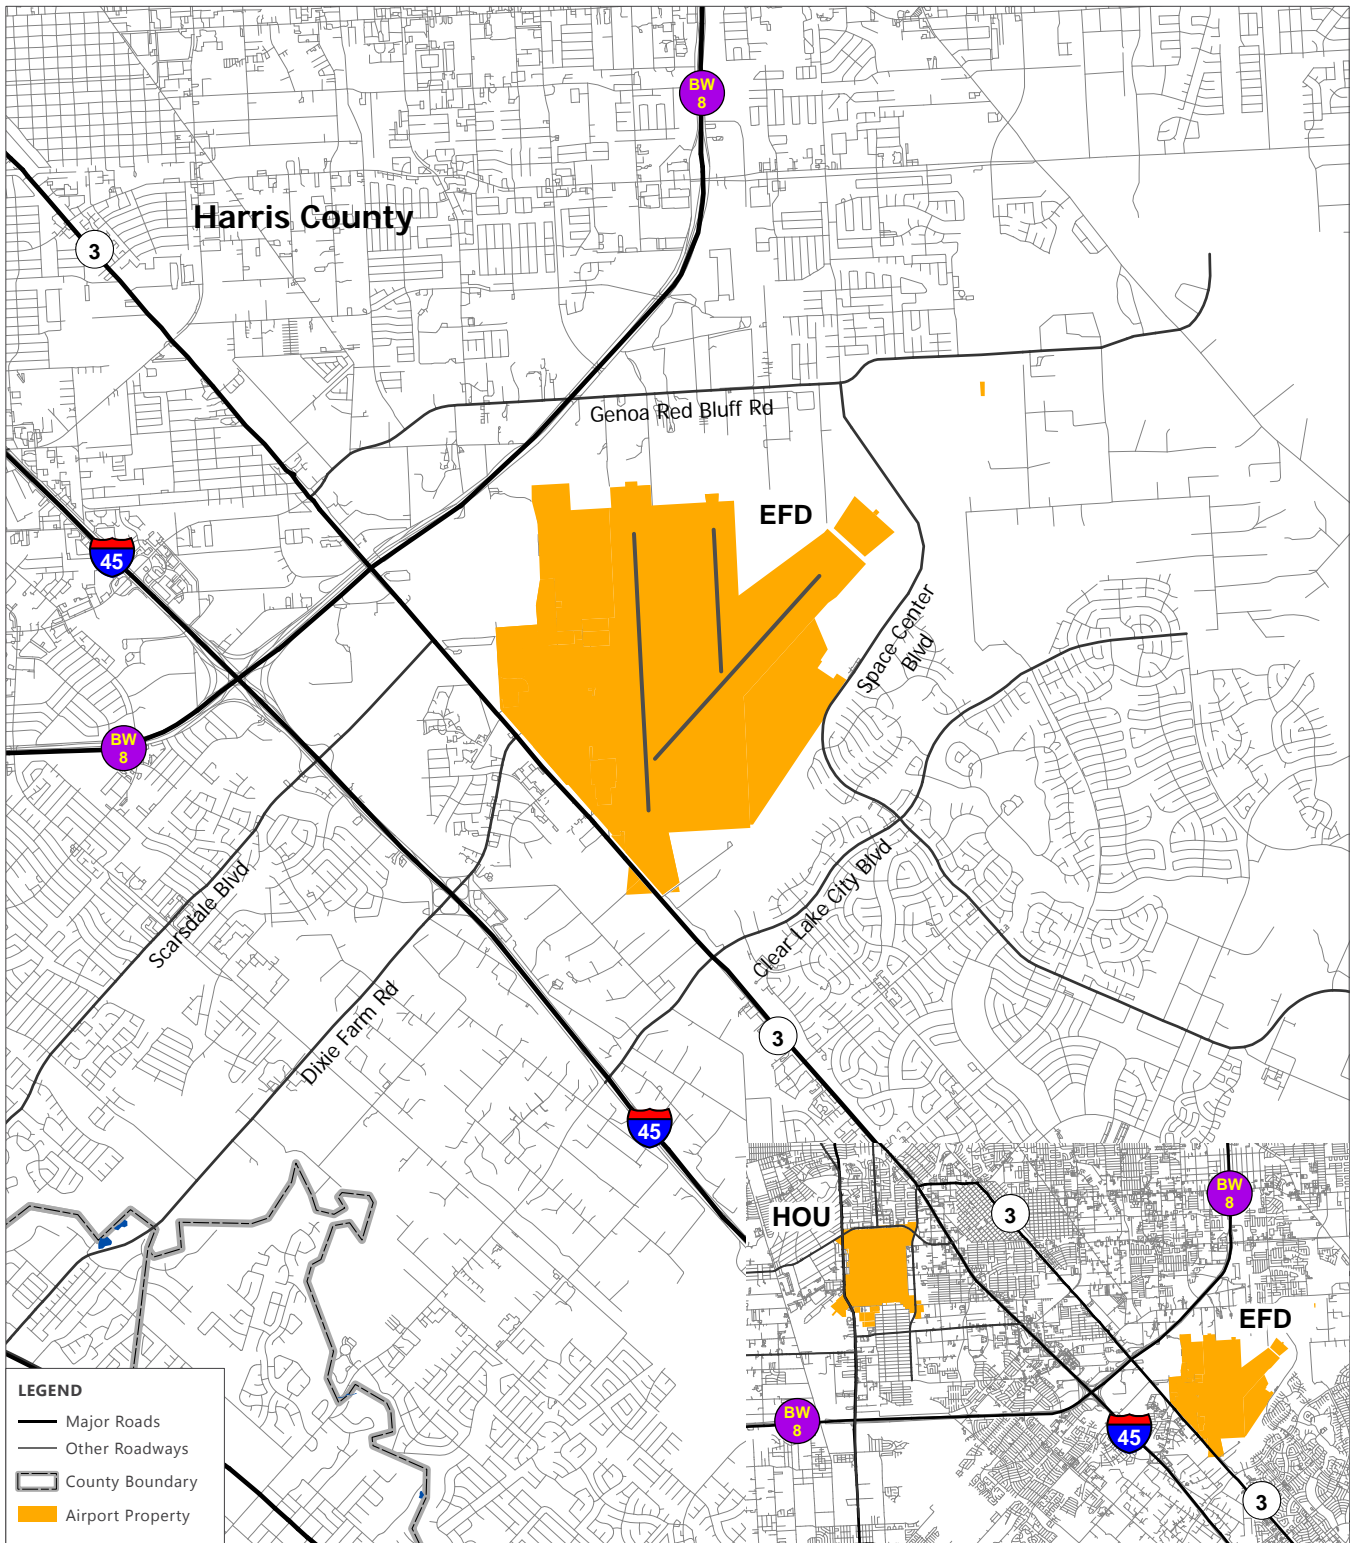 BW
8
Harris County
3
Genoa Red Bluff Rd
EFD
45
Space Center
Blvd
BW
8
Scarsdale Blvd
Clear Lake City Blvd
Dixie Farm Rd
3
45
BW
8
HOU
3
EFD
BW
8
45
3
LEGEND
Major Roads
Other Roadways
County Boundary
Airport Property